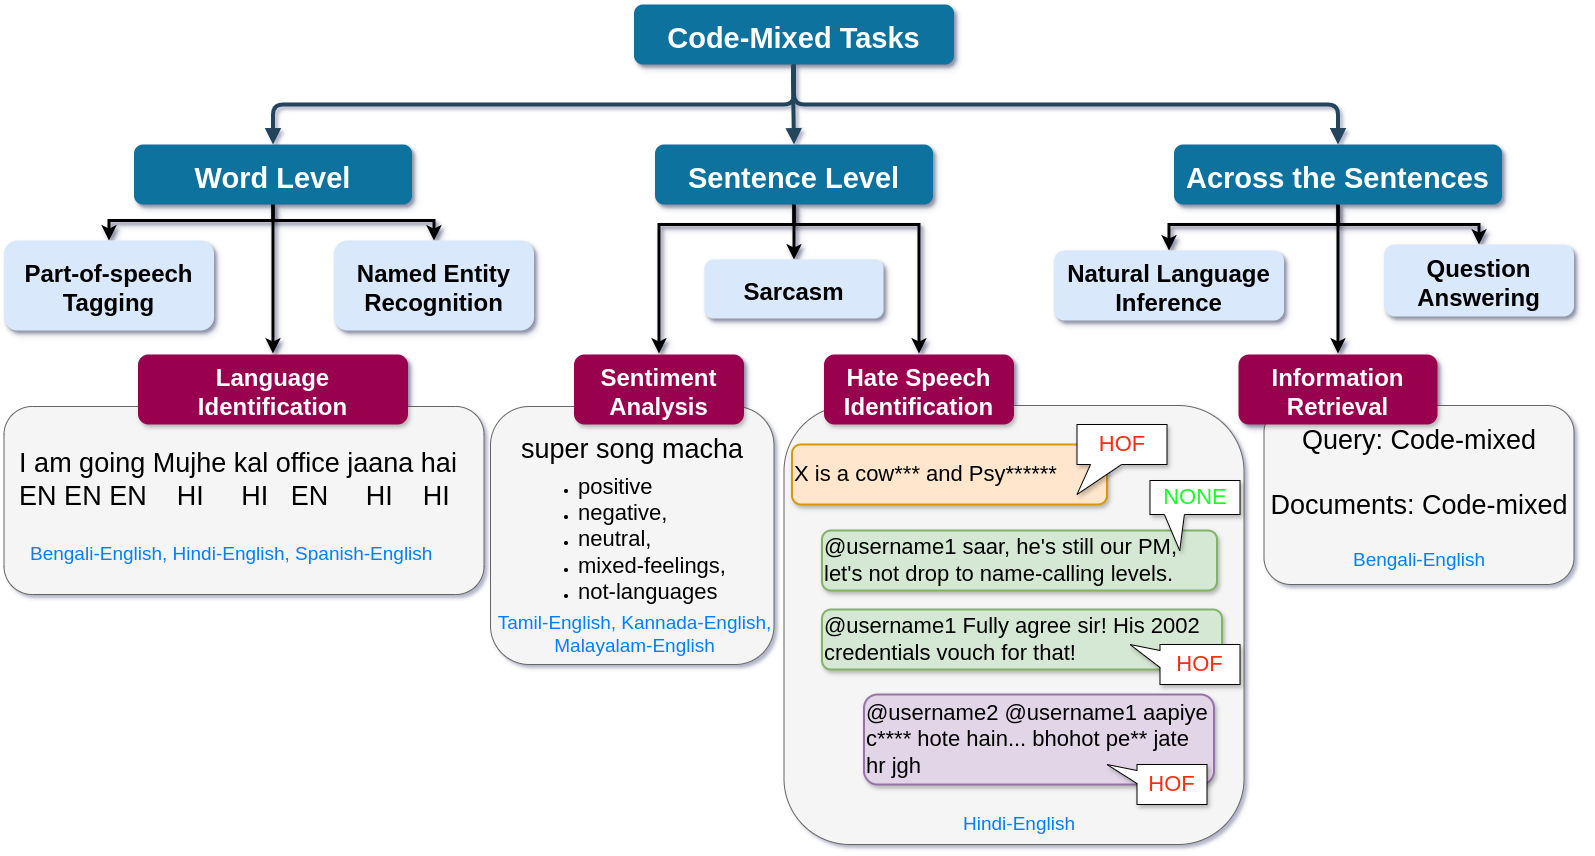 Code-Mixed Tasks
Word Level
Sentence Level
Across the Sentences
Part-of-speech
Tagging
Named Entity
Recognition
Sarcasm
Natural Language
Inference
Question
Answering
Language
Identification
I am going Mujhe kal office jaana hai
EN EN EN HI HI EN HI HI
Bengali-English, Hindi-English, Spanish-English
Sentiment
Analysis
super song macha
• positive
• negative,
• neutral,
• mixed-feelings,
• not-languages
Tamil-English, Kannada-English,
Malayalam-English
Hate Speech
Identification
HOF
X is a cow*** and Psy******
NONE
@username1 saar, he's still our PM,
let's not drop to name-calling levels.
@username1 Fully agree sir! His 2002
credentials vouch for that!
HOF
@username2 @username1 aapiye
c**** hote hain... bhohot pe** jate
hr jgh
HOF
Hindi-English
Information
Retrieval
Query: Code-mixed
Documents: Code-mixed
Bengali-English